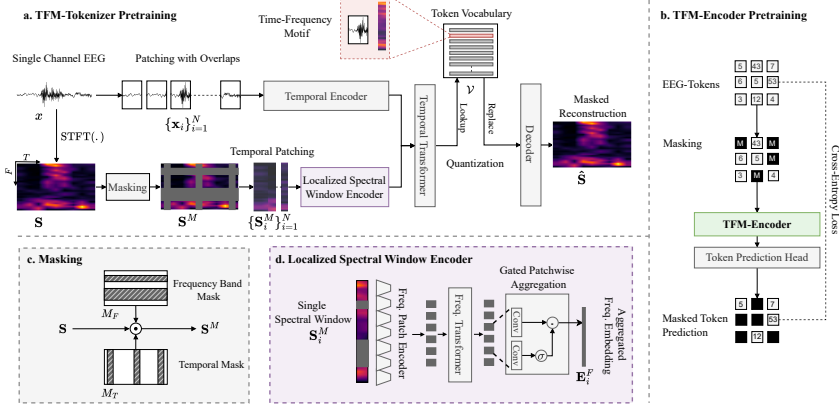 a. TFM-Tokenizer Pretraining
Time-Frequency
Motif
Token Vocabulary
𝒱
Single Channel EEG
Patching with Overlaps
x
{x_i}_{i=1}^N
Temporal Encoder
STFT(.)
T
F
S
Masking
S^M
Temporal Patching
{S_i^M}_{i=1}^N
Localized Spectral
Window Encoder
Temporal Transformer
Lookup
Replace
Quantization
Decoder
Masked
Reconstruction
Ŝ
b. TFM-Encoder Pretraining
EEG-Tokens
5 43 7
6 5 53
3 12 4
Masking
M 43 M
6 5 M
3 M 4
TFM-Encoder
Token Prediction Head
Masked Token
Prediction
5 7
53
12
Cross-Entropy Loss
c. Masking
Frequency Band
Mask
M_F
S
S^M
Temporal Mask
M_T
d. Localized Spectral Window Encoder
Single
Spectral Window
S_i^M
Freq. Patch Encoder
Freq. Transformer
Gated Patchwise
Aggregation
Conv
Conv
σ
E_i^F
Aggregated
Freq. Embedding